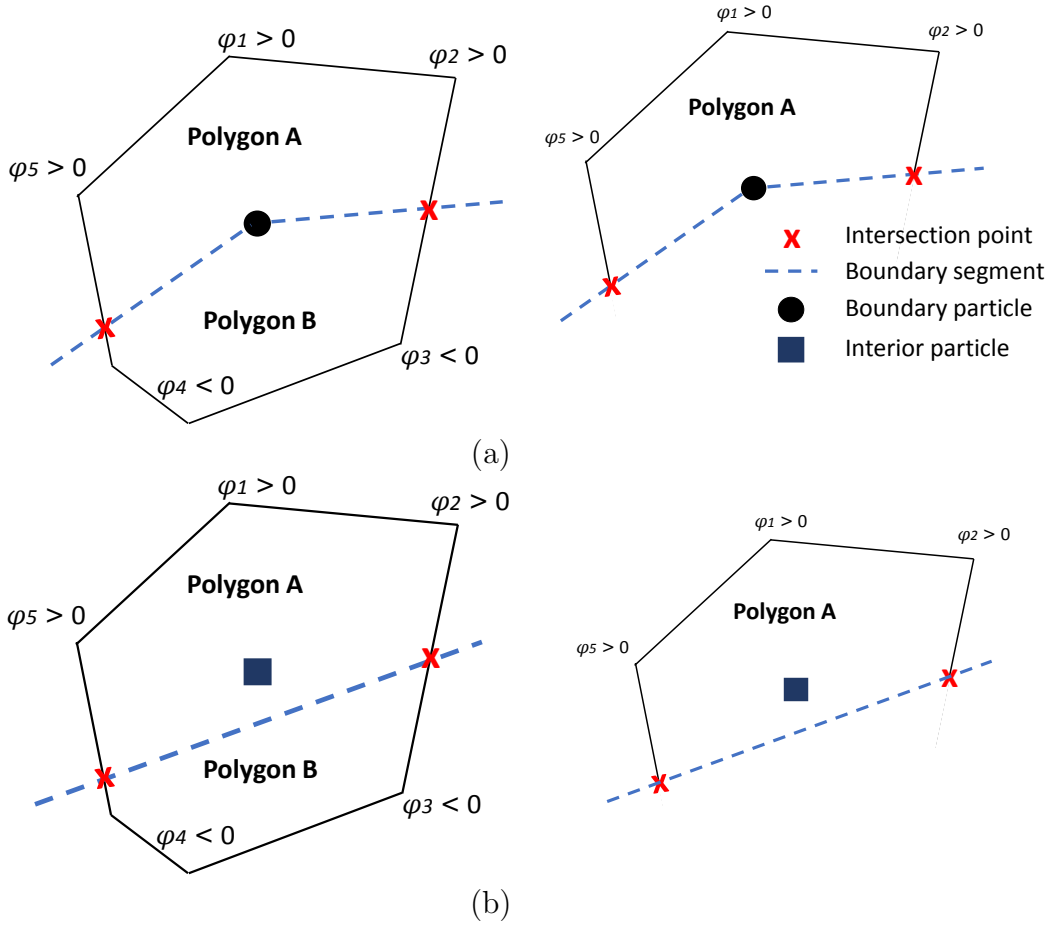 φ1 > 0
φ2 > 0
Polygon A
φ5 > 0
Polygon B
φ3 < 0
φ4 < 0
φ1 > 0
φ2 > 0
Polygon A
φ5 > 0
X Intersection point
Boundary segment
Boundary particle
Interior particle
(a)
φ1 > 0
φ2 > 0
Polygon A
φ5 > 0
Polygon B
φ3 < 0
φ4 < 0
φ1 > 0
φ2 > 0
Polygon A
φ5 > 0
(b)